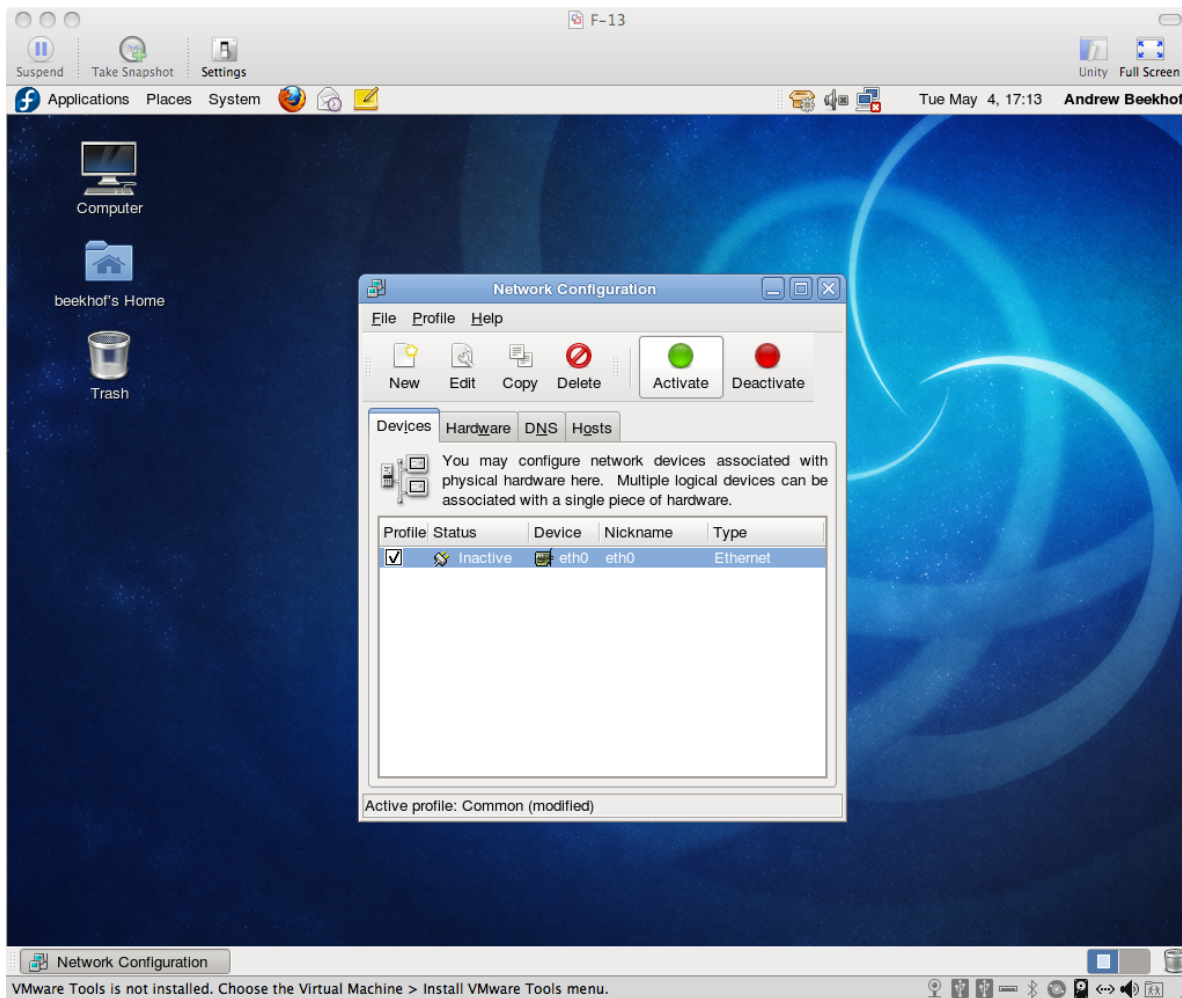 F-13
Suspend Take Snapshot Settings Unity Full Screen
Applications Places System Tue May 4, 17:13 Andrew Beekhof
Computer
beekhof's Home
Trash
Network Configuration
File Profile Help
New Edit Copy Delete Activate Deactivate
Devices Hardware DNS Hosts
You may configure network devices associated with
physical hardware here. Multiple logical devices can be
associated with a single piece of hardware.
Profile Status Device Nickname Type
Inactive eth0 eth0 Ethernet
Active profile: Common (modified)
Network Configuration
VMware Tools is not installed. Choose the Virtual Machine > Install VMware Tools menu.